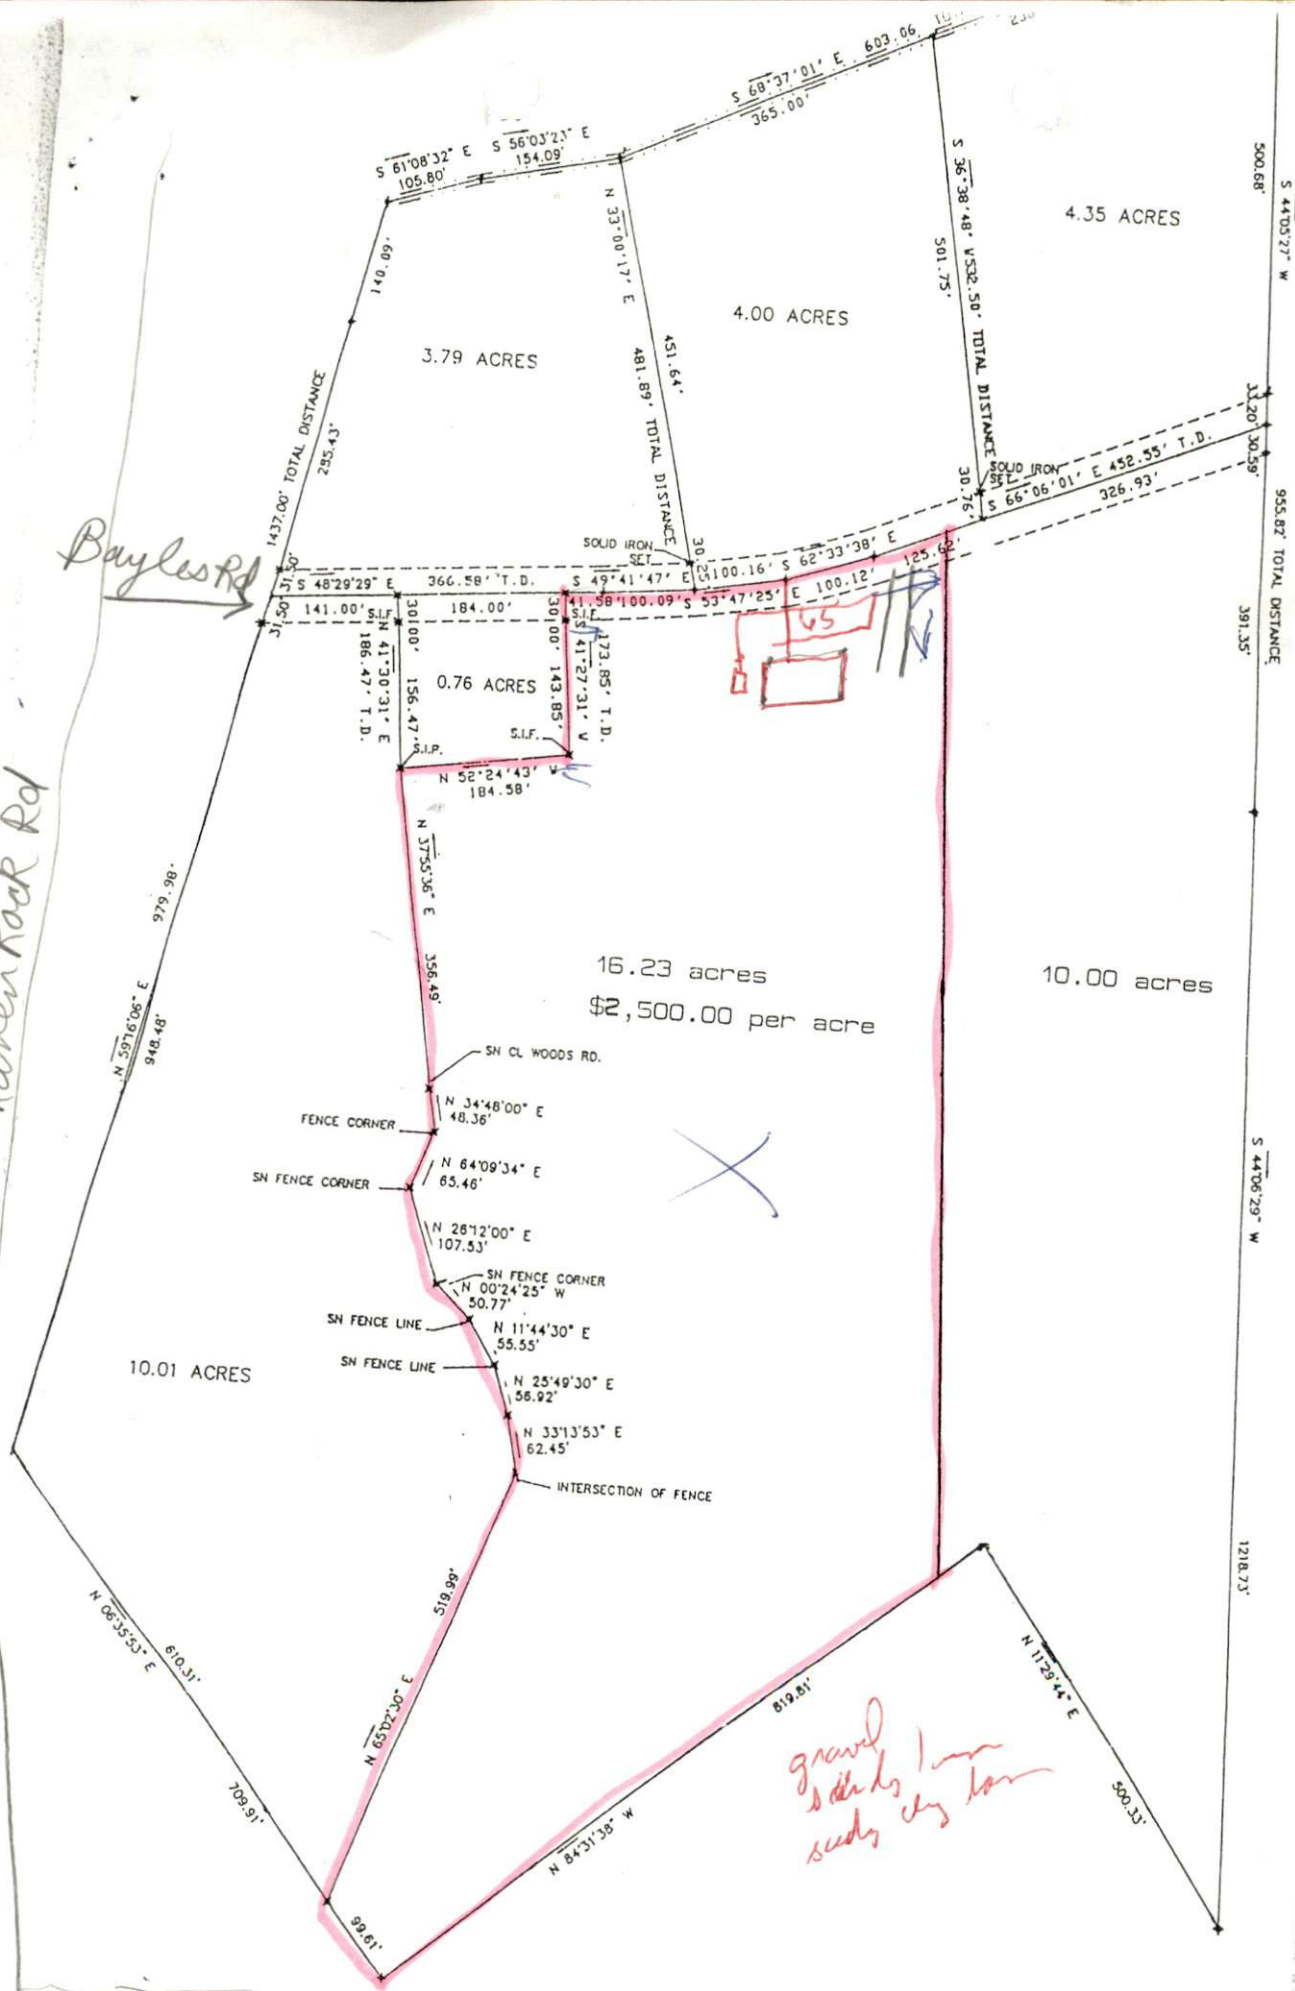 603.06
S 68°37'01" E
365.00'
S 56°03'23" E
154.09'
S 61°08'32" E
105.80'
500.68'
S 44°05'27" W
4.35 ACRES
S 36°38'48" W 532.50' TOTAL DISTANCE
501.75'
N 33°00'17" E
4.00 ACRES
140.09'
3.79 ACRES
451.64'
481.89' TOTAL DISTANCE
1437.00' TOTAL DISTANCE
295.43'
33.20'
30.59'
SOLID IRON
SET
S 66°06'01" E 452.55' T.D.
326.93'
30.76'
955.82' TOTAL DISTANCE
391.35'
Bayles Rd
SOLID IRON
SET
30.25'
100.16'
S 62°33'38" E
125.62'
31.50'
S 48°29'29" E
366.58' T.D.
S 49°41'47" E
31.50'
141.00'
S.I.F.
184.00'
41.58'
100.09'
S 53°47'25" E
100.12'
30.00'
30.00'
S.I.F.
65
N 41°30'31" E
186.47' T.D.
156.47'
0.76 ACRES
143.85'
S 41°27'31" W
173.85' T.D.
S.I.F.
S.I.P.
N 52°24'43" W
184.58'
Rock Rd
N 37°55'36" E
356.49'
979.98'
N 59°16'06" E
948.48'
16.23 acres
$2,500.00 per acre
10.00 acres
SN CL WOODS RD.
N 34°48'00" E
48.36'
FENCE CORNER
N 64°09'34" E
65.46'
SN FENCE CORNER
S 44°06'29" W
N 26°12'00" E
107.53'
SN FENCE CORNER
N 00°24'25" W
50.77'
SN FENCE LINE
N 11°44'30" E
55.55'
SN FENCE LINE
10.01 ACRES
N 25°49'30" E
56.92'
N 33°13'53" E
62.45'
INTERSECTION OF FENCE
1218.73'
519.99'
N 06°35'53" E
610.31'
N 65°02'30" E
N 11°29'44" E
819.81'
gravel
709.91'
500.33'
N 84°31'38" W
99.61'